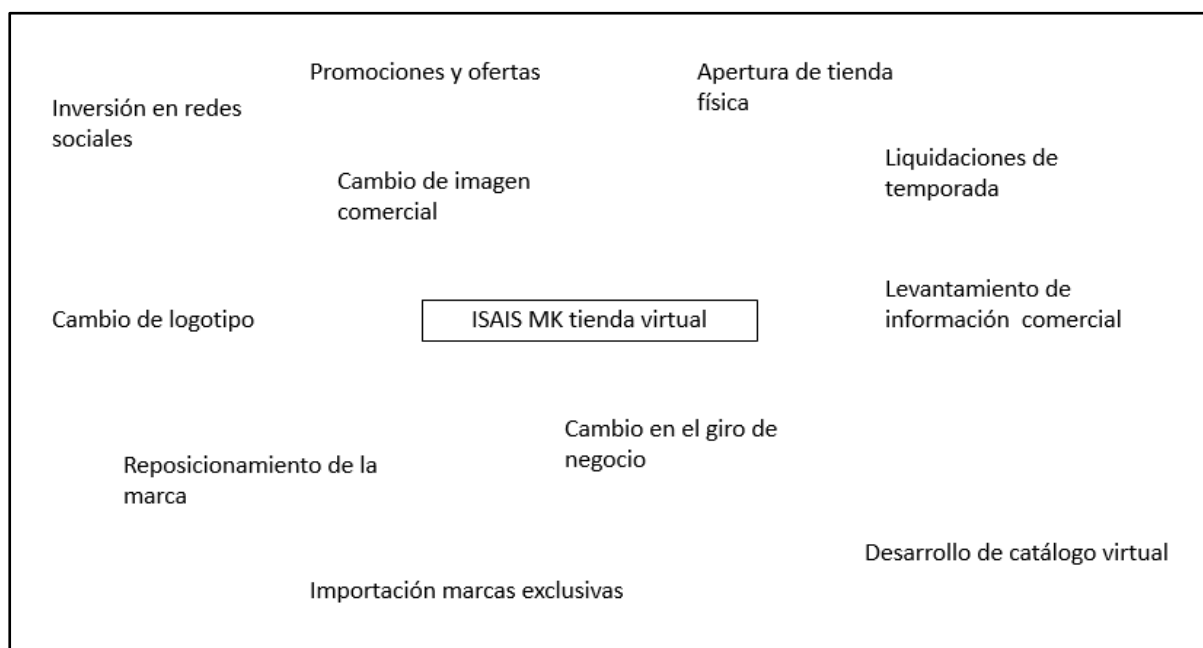 Promociones y ofertas
Apertura de tienda
física
Inversión en redes
sociales
Liquidaciones de
temporada
Cambio de imagen
comercial
Levantamiento de
información comercial
Cambio de logotipo
ISAIS MK tienda virtual
Cambio en el giro de
negocio
Reposicionamiento de la
marca
Desarrollo de catálogo virtual
Importación marcas exclusivas